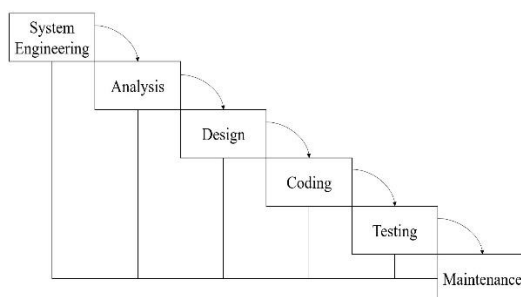 System
Engineering
Analysis
Design
Coding
Testing
Maintenance